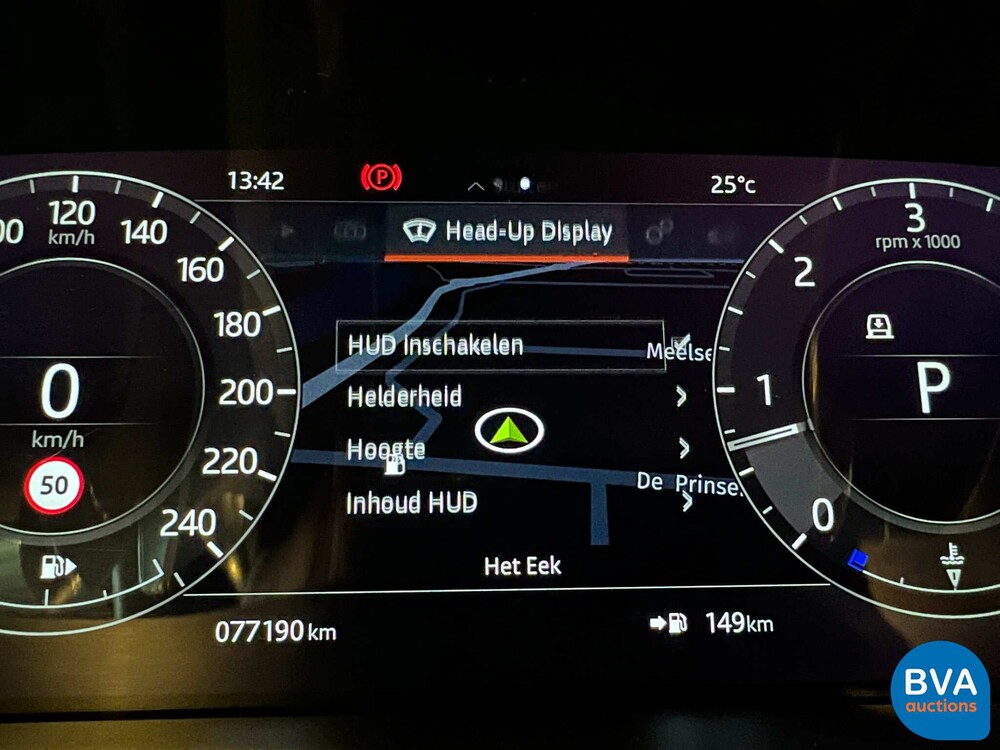 13:42
P
25°c
Head-Up Display
00
120
140
km/h
160
180
200
220
240
0
km/h
50
HUD inschakelen
Helderheid
Hoogte
Inhoud HUD
Meelse
De Prinse
Het Eek
3
rpm x 1000
2
1
0
P
077190 km
149km
BVA
auctions